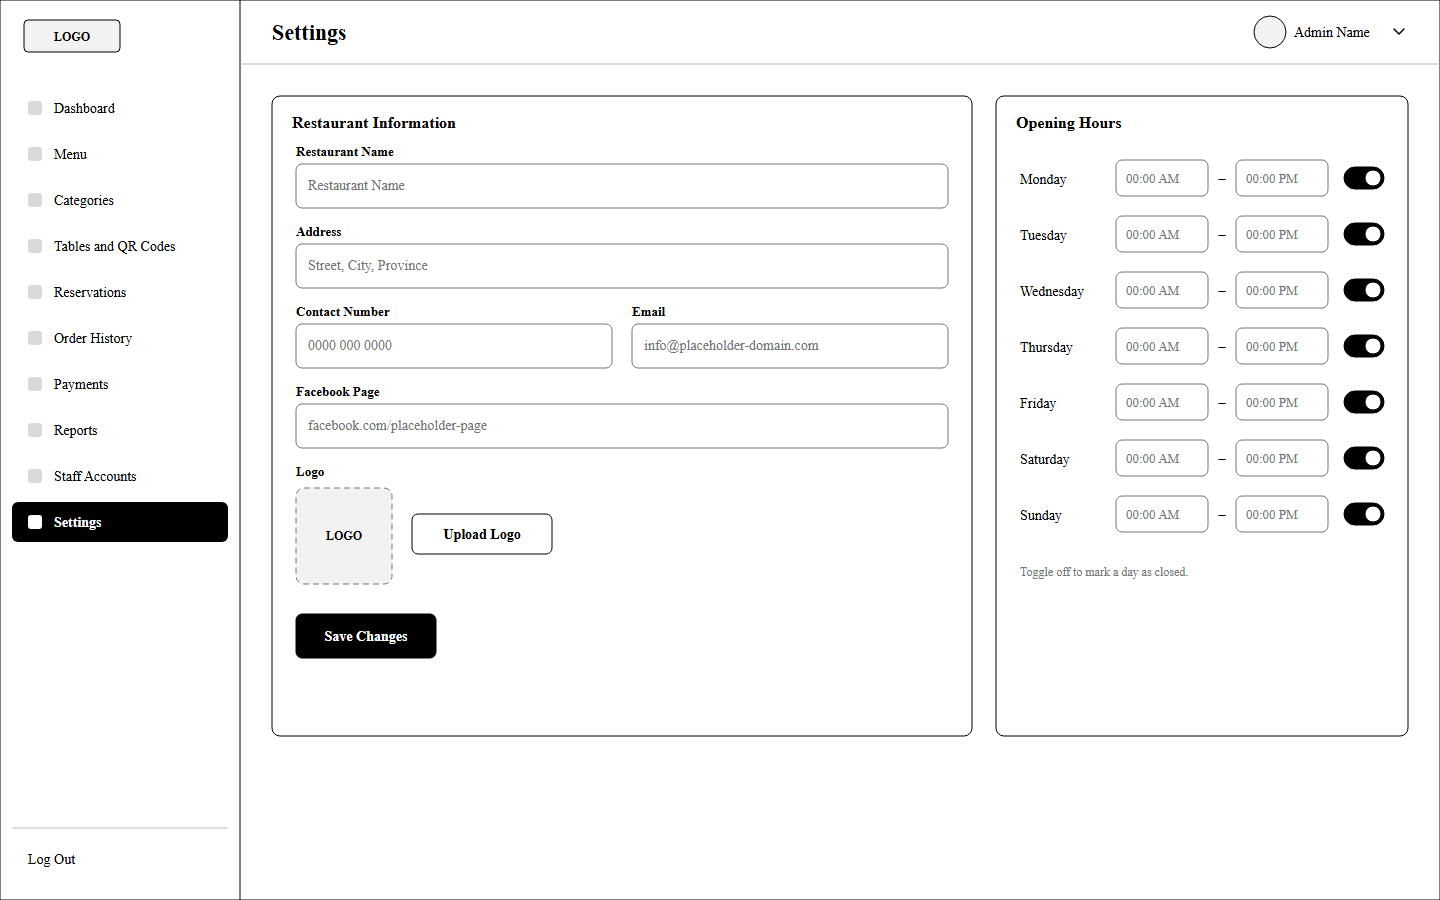 LOGO
Dashboard
Menu
Categories
Tables and QR Codes
Reservations
Order History
Payments
Reports
Staff Accounts
Settings
Log Out
Settings
Admin Name
Restaurant Information
Restaurant Name
Restaurant Name
Address
Street, City, Province
Contact Number
0000 000 0000
Email
info@placeholder-domain.com
Facebook Page
facebook.com/placeholder-page
Logo
LOGO
Upload Logo
Save Changes
Opening Hours
Monday 00:00 AM – 00:00 PM
Tuesday 00:00 AM – 00:00 PM
Wednesday 00:00 AM – 00:00 PM
Thursday 00:00 AM – 00:00 PM
Friday 00:00 AM – 00:00 PM
Saturday 00:00 AM – 00:00 PM
Sunday 00:00 AM – 00:00 PM
Toggle off to mark a day as closed.